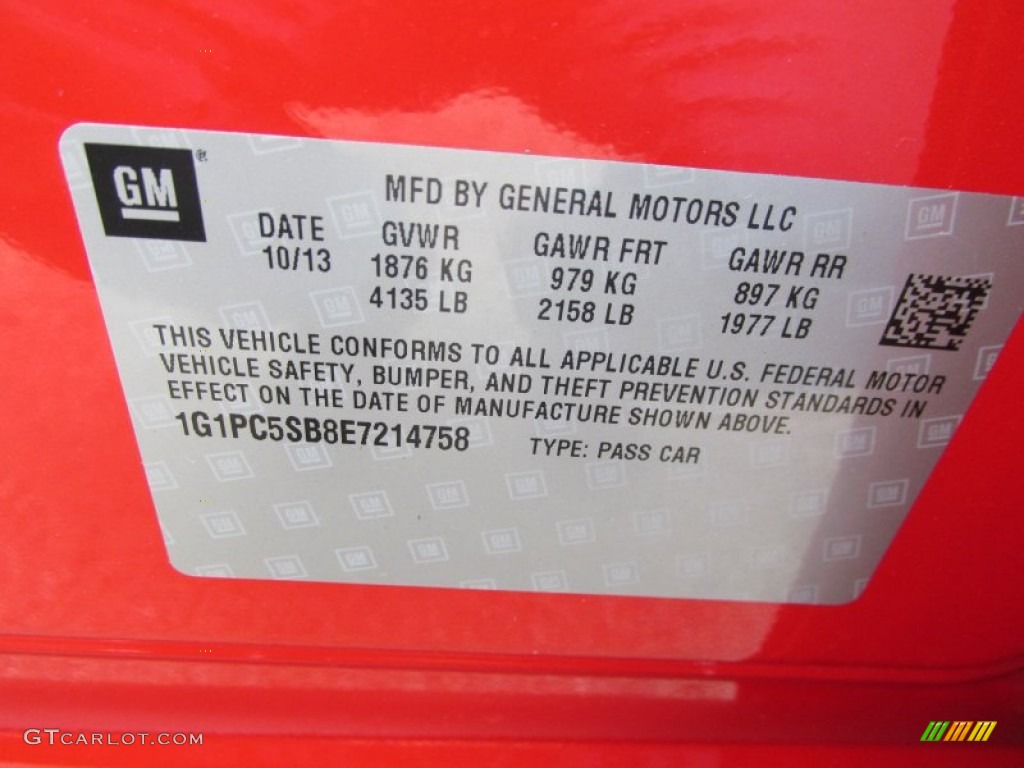 GM ®
MFD BY GENERAL MOTORS LLC
DATE GVWR GAWR FRT GAWR RR
10/13 1876 KG 979 KG 897 KG
4135 LB 2158 LB 1977 LB
THIS VEHICLE CONFORMS TO ALL APPLICABLE U.S. FEDERAL MOTOR
VEHICLE SAFETY, BUMPER, AND THEFT PREVENTION STANDARDS IN
EFFECT ON THE DATE OF MANUFACTURE SHOWN ABOVE.
1G1PC5SB8E7214758 TYPE: PASS CAR
GTCARLOT.COM